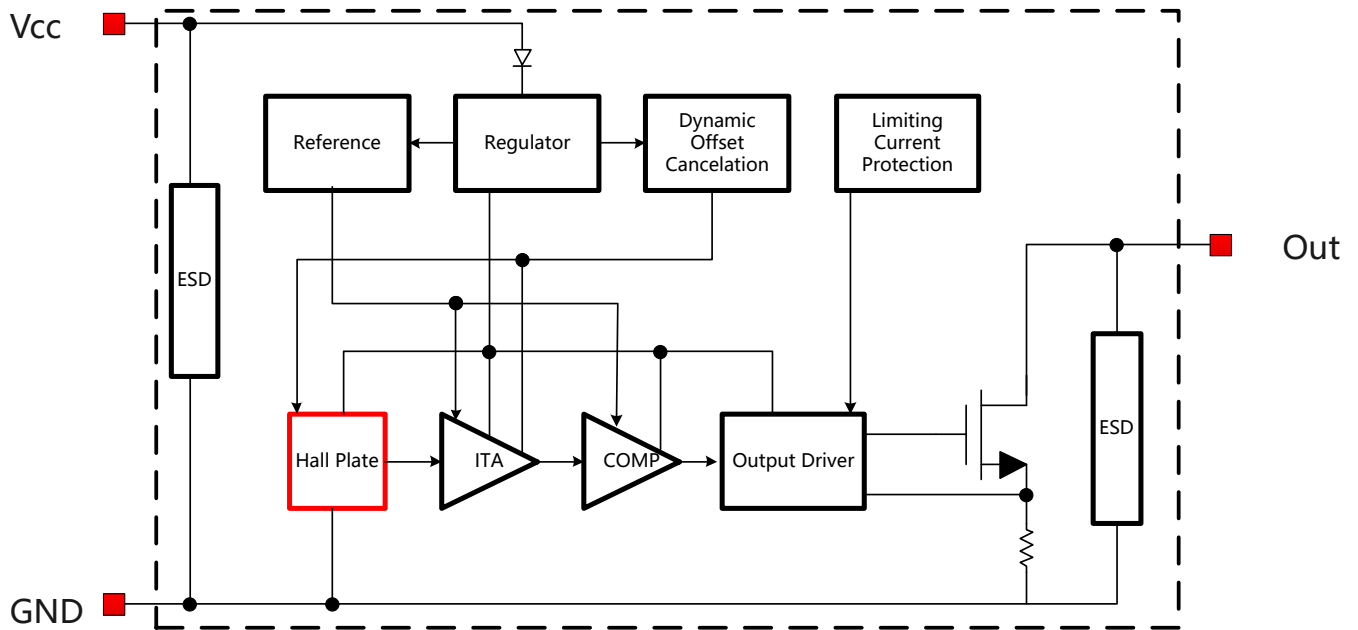 Vcc
Reference
Regulator
Dynamic
Offset
Cancelation
Limiting
Current
Protection
ESD
Out
Hall Plate
ITA
COMP
Output Driver
ESD
GND